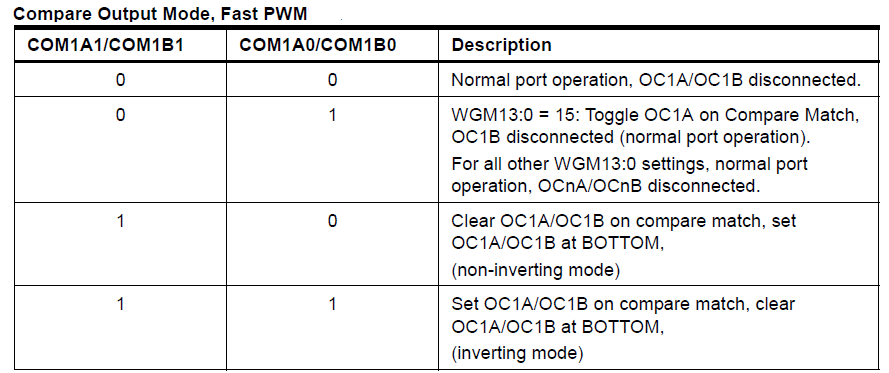 Compare Output Mode, Fast PWM
COM1A1/COM1B1 COM1A0/COM1B0 Description
0 0 Normal port operation, OC1A/OC1B disconnected.
0 1 WGM13:0 = 15: Toggle OC1A on Compare Match,
OC1B disconnected (normal port operation).
For all other WGM13:0 settings, normal port
operation, OCnA/OCnB disconnected.
1 0 Clear OC1A/OC1B on compare match, set
OC1A/OC1B at BOTTOM,
(non-inverting mode)
1 1 Set OC1A/OC1B on compare match, clear
OC1A/OC1B at BOTTOM,
(inverting mode)